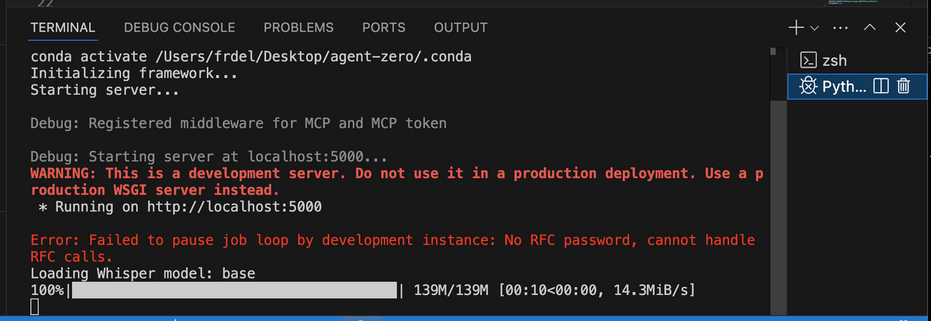 22
TERMINAL DEBUG CONSOLE PROBLEMS PORTS OUTPUT
zsh
Pyth...
conda activate /Users/frdel/Desktop/agent-zero/.conda
Initializing framework...
Starting server...
Debug: Registered middleware for MCP and MCP token
Debug: Starting server at localhost:5000...
WARNING: This is a development server. Do not use it in a production deployment. Use a p
roduction WSGI server instead.
* Running on http://localhost:5000
Error: Failed to pause job loop by development instance: No RFC password, cannot handle
RFC calls.
Loading Whisper model: base
100%| | 139M/139M [00:10<00:00, 14.3MiB/s]